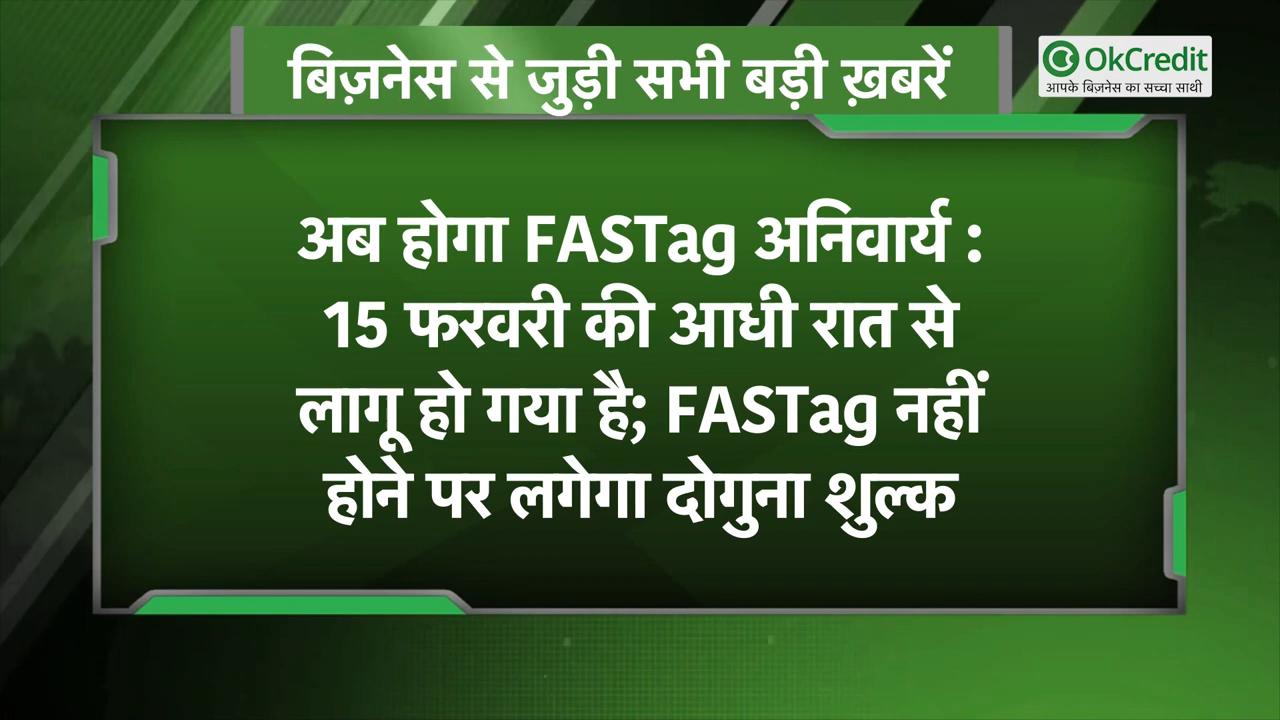 बिज़नेस से जुड़ी सभी बड़ी ख़बरें
OkCredit
आपके बिज़नेस का सच्चा साथी
अब होगा FASTag अनिवार्य :
15 फरवरी की आधी रात से
लागू हो गया है; FASTag नहीं
होने पर लगेगा दोगुना शुल्क